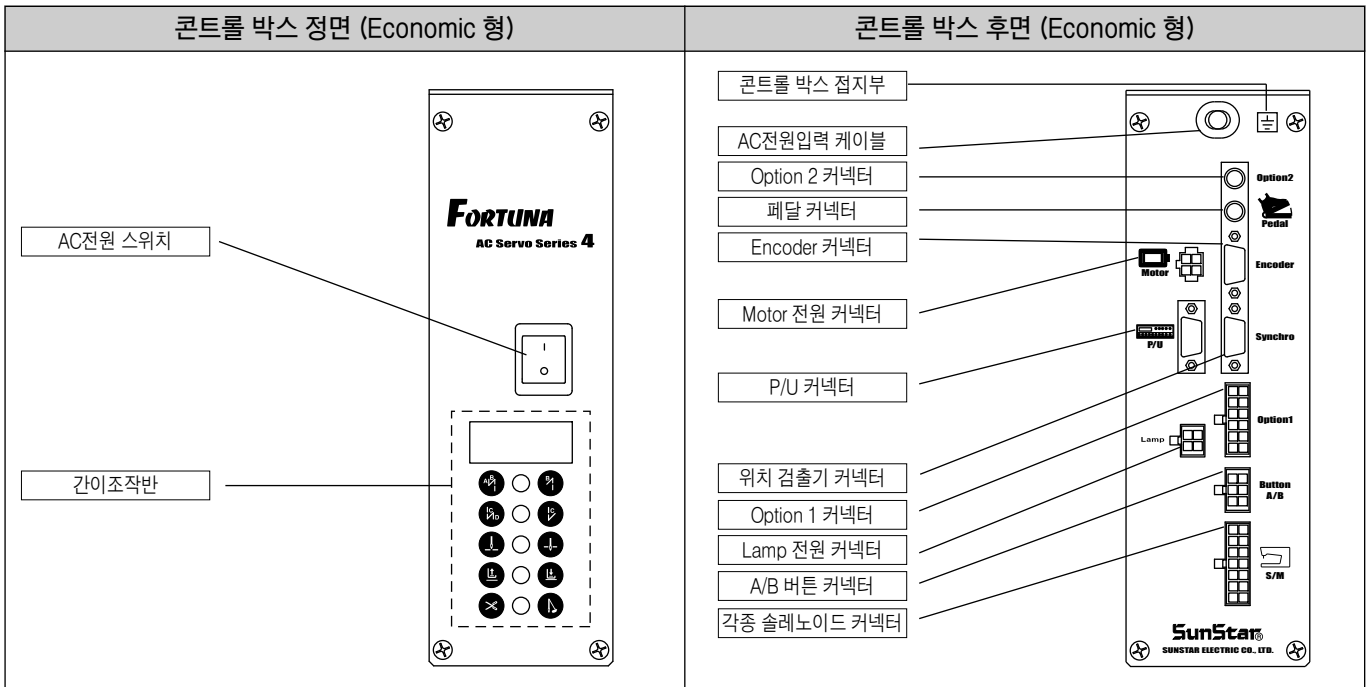 콘트롤 박스 정면 (Economic 형)
콘트롤 박스 후면 (Economic 형)
AC전원 스위치
간이조작반
FORTUNA
AC Servo Series 4
콘트롤 박스 접지부
AC전원입력 케이블
Option 2 커넥터
페달 커넥터
Encoder 커넥터
Motor 전원 커넥터
P/U 커넥터
위치 검출기 커넥터
Option 1 커넥터
Lamp 전원 커넥터
A/B 버튼 커넥터
각종 솔레노이드 커넥터
Option2
Pedal
Encoder
Motor
Synchro
P/U
Option1
Lamp
Button
A/B
S/M
SunStar®
SUNSTAR ELECTRIC CO., LTD.